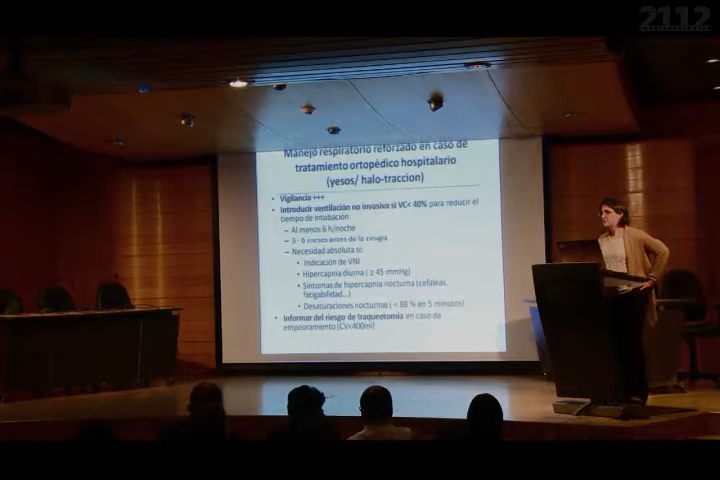 2112
Manejo respiratorio reforzado en caso de
tratamiento ortopédico hospitalario
(yesos/ halo-traccion)
• Vigilancia +++
• Introducir ventilación no invasiva si VC< 40% para reducir el
tiempo de intubación
– Al menos 6 h/noche
– 3 - 6 meses antes de la cirugía
– Necesidad absoluta si:
• Indicación de VNI
• Hipercapnia diurna ( ≥ 45 mmHg)
• Sintomas de hipercapnia nocturna (cefaleas,
fatigabilidad...)
• Desaturaciones nocturnas ( < 88 % en 5 minutos)
• Informar del riesgo de traqueotomía en caso de
empeoramiento (CV<400ml)